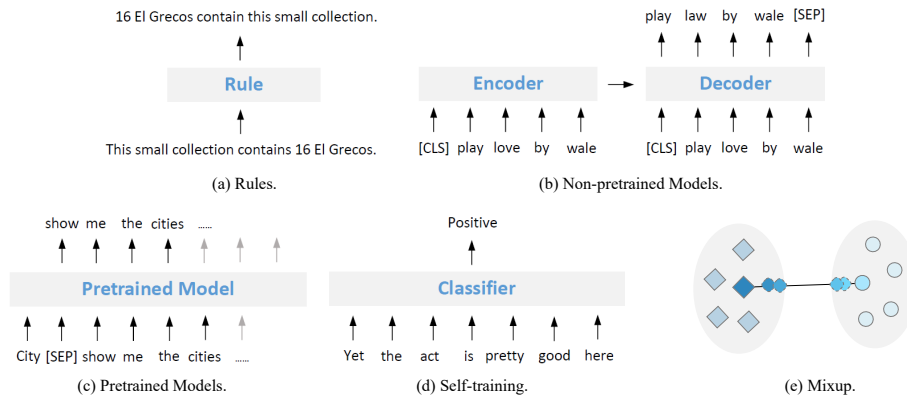 16 El Grecos contain this small collection.
Rule
This small collection contains 16 El Grecos.
(a) Rules.
play law by wale [SEP]
Encoder
Decoder
[CLS] play love by wale
[CLS] play love by wale
(b) Non-pretrained Models.
show me the cities ......
Pretrained Model
City [SEP] show me the cities ......
(c) Pretrained Models.
Positive
Classifier
Yet the act is pretty good here
(d) Self-training.
(e) Mixup.